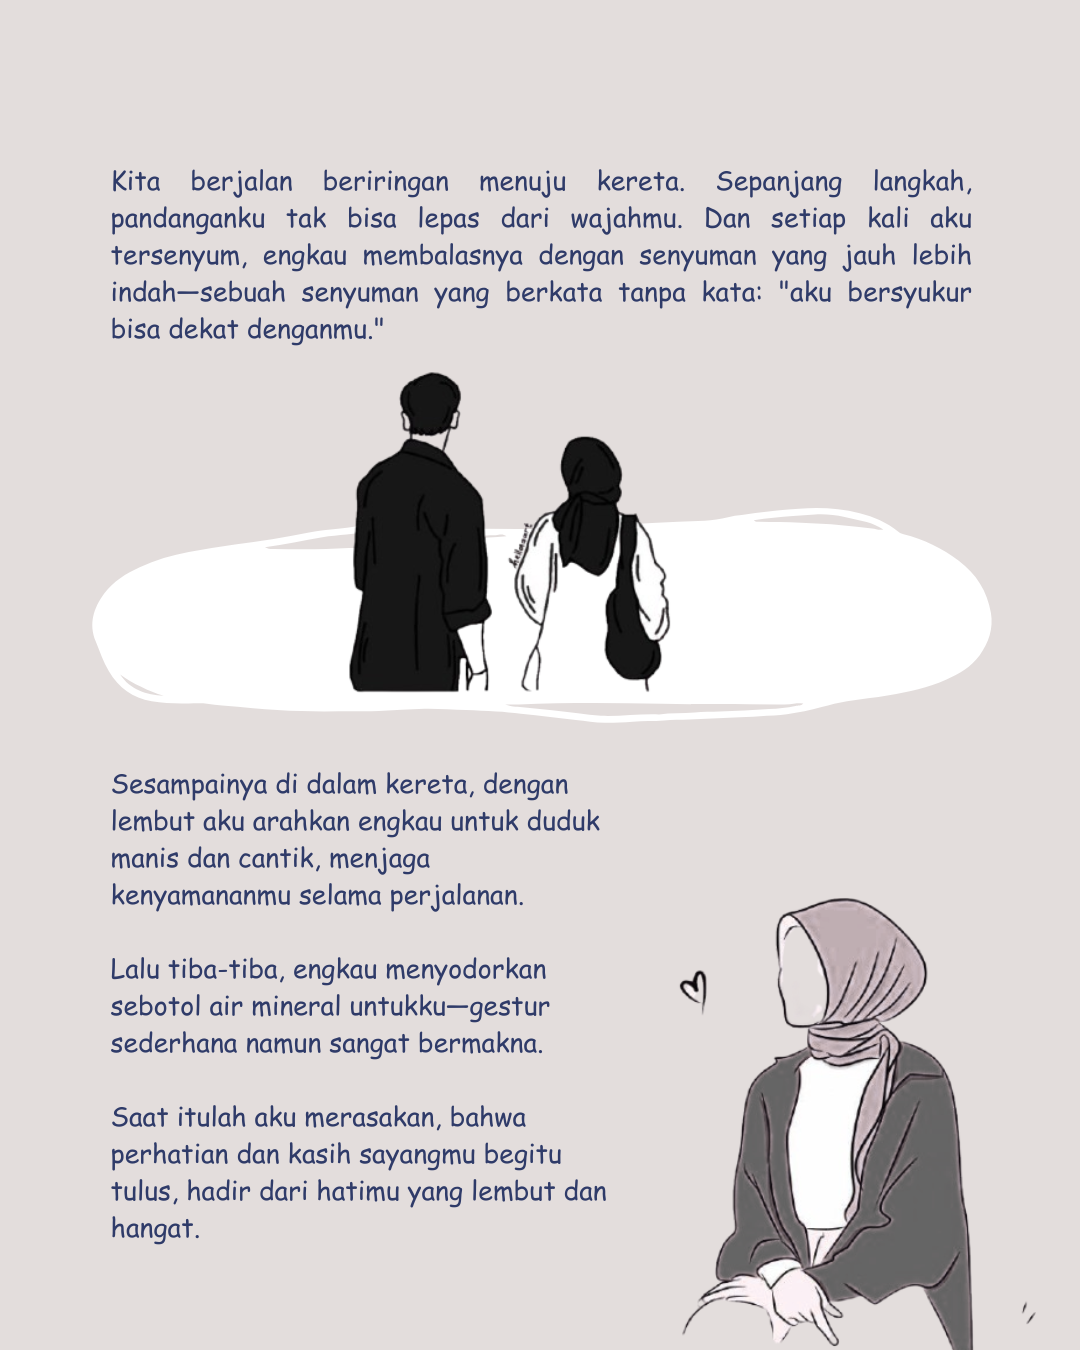 Kita berjalan beriringan menuju kereta. Sepanjang langkah,
pandanganku tak bisa lepas dari wajahmu. Dan setiap kali aku
tersenyum, engkau membalasnya dengan senyuman yang jauh lebih
indah—sebuah senyuman yang berkata tanpa kata: "aku bersyukur
bisa dekat denganmu."
Sesampainya di dalam kereta, dengan
lembut aku arahkan engkau untuk duduk
manis dan cantik, menjaga
kenyamananmu selama perjalanan.
Lalu tiba-tiba, engkau menyodorkan
sebotol air mineral untukku—gestur
sederhana namun sangat bermakna.
Saat itulah aku merasakan, bahwa
perhatian dan kasih sayangmu begitu
tulus, hadir dari hatimu yang lembut dan
hangat.